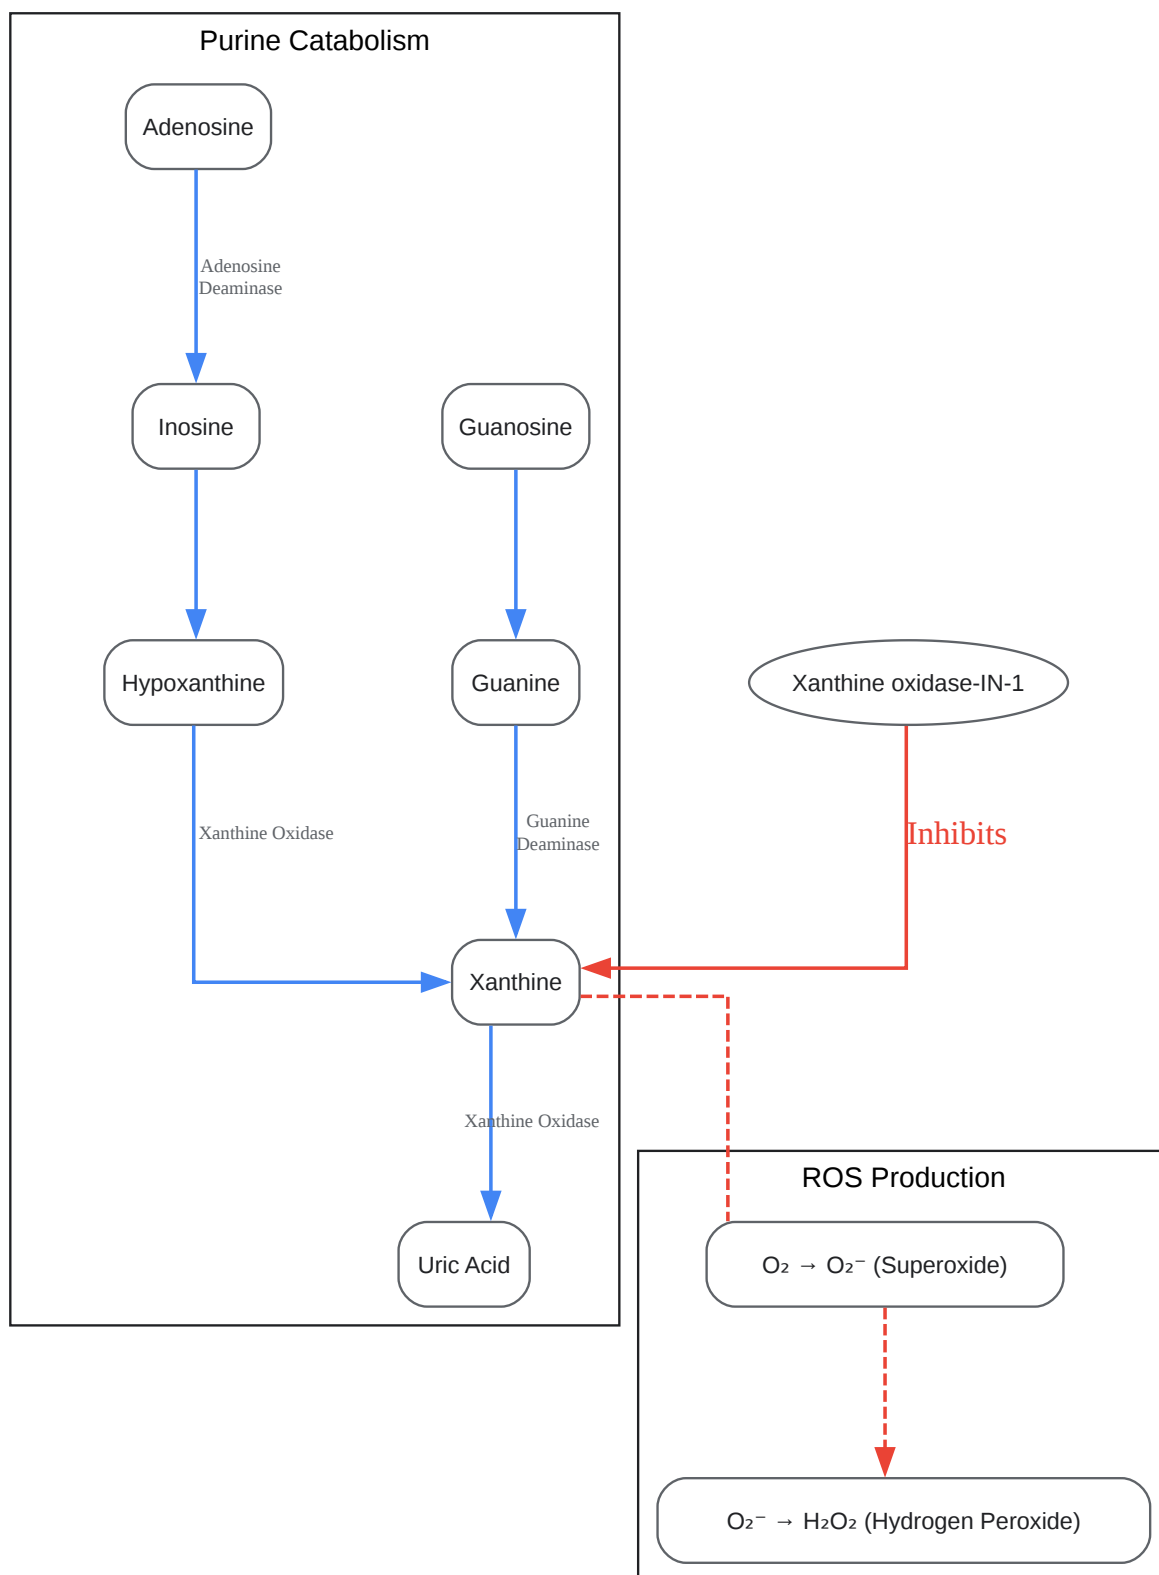 Purine Catabolism
Adenosine
Adenosine
Deaminase
Inosine
Guanosine
Hypoxanthine
Guanine
Xanthine oxidase-IN-1
Xanthine Oxidase
Guanine
Deaminase
Inhibits
Xanthine
Xanthine Oxidase
ROS Production
Uric Acid
O₂ → O₂⁻ (Superoxide)
O₂⁻ → H₂O₂ (Hydrogen Peroxide)